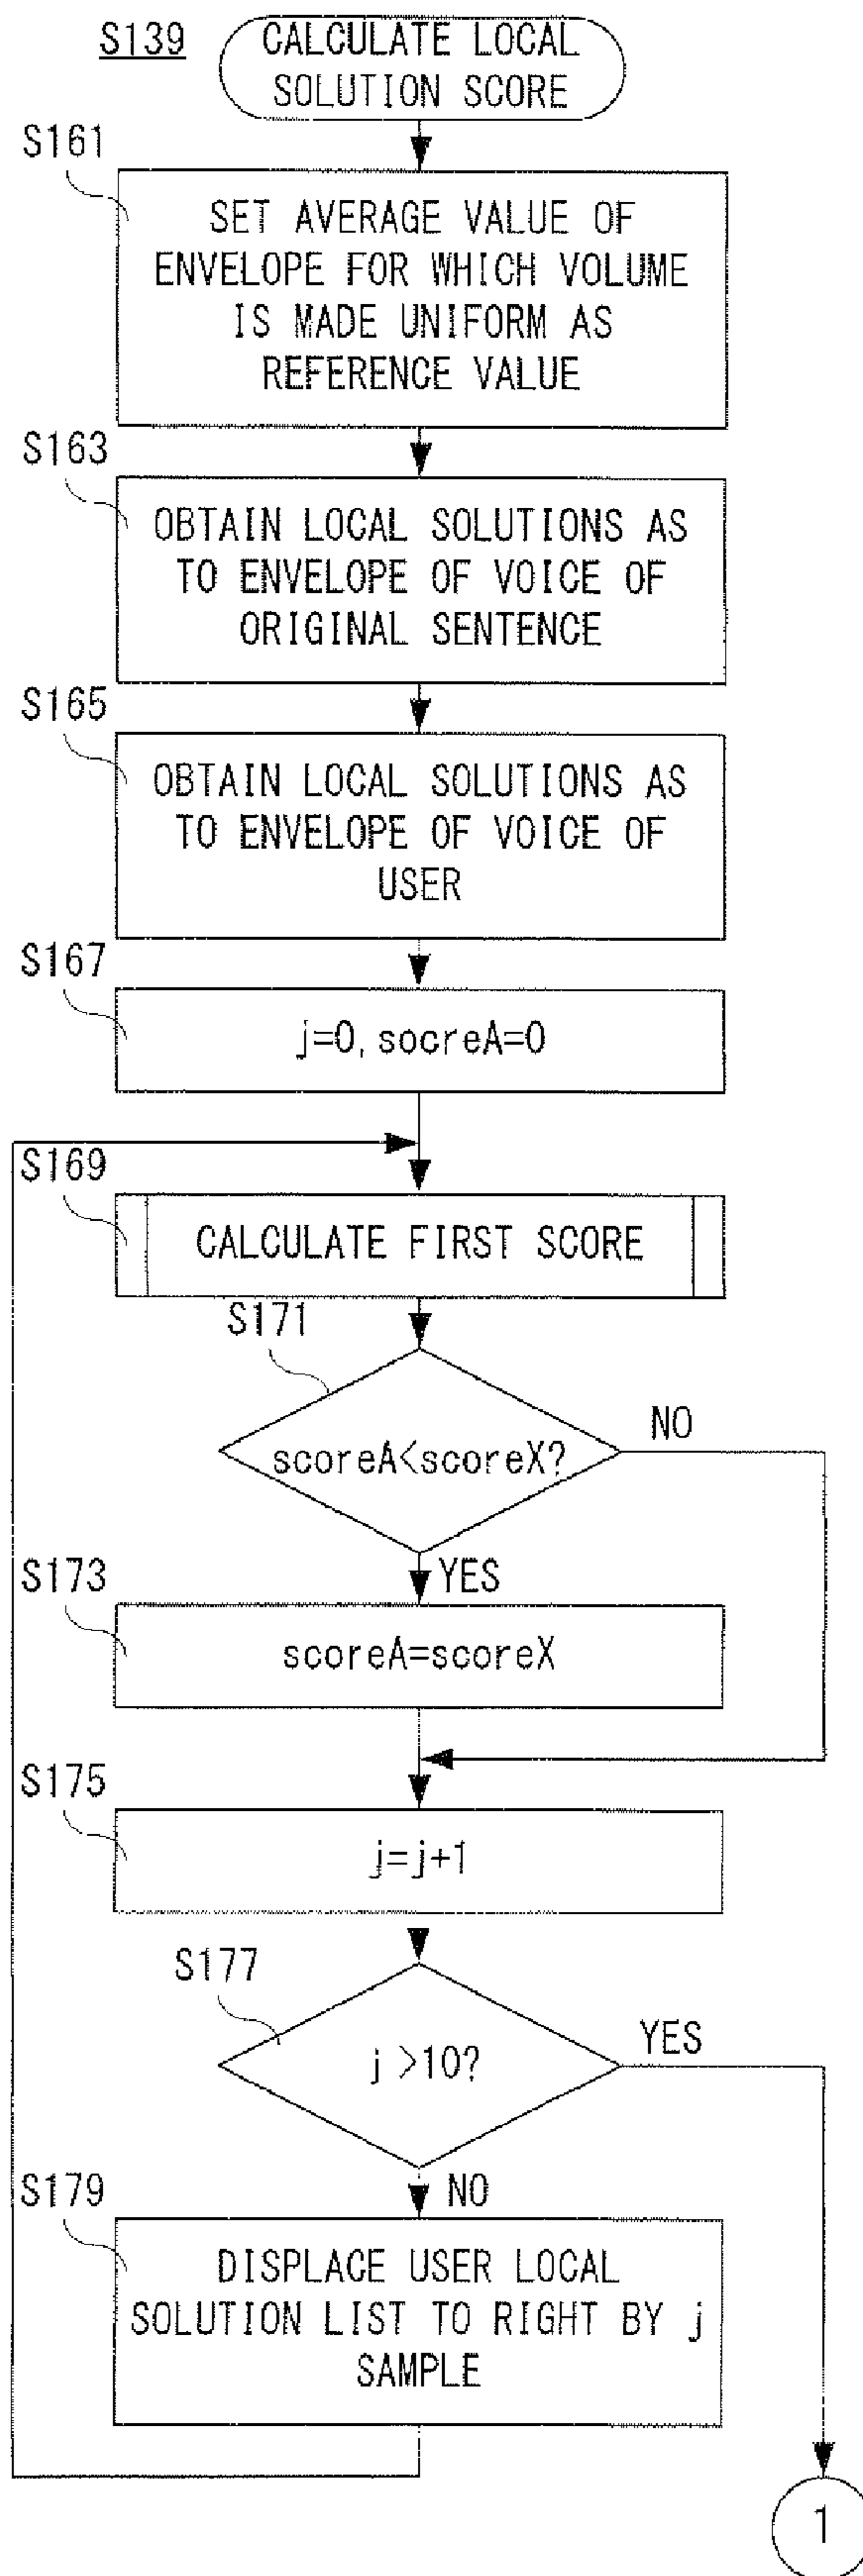 S139
CALCULATE LOCAL
SOLUTION SCORE
S161
SET AVERAGE VALUE OF
ENVELOPE FOR WHICH VOLUME
IS MADE UNIFORM AS
REFERENCE VALUE
S163
OBTAIN LOCAL SOLUTIONS AS
TO ENVELOPE OF VOICE OF
ORIGINAL SENTENCE
S165
OBTAIN LOCAL SOLUTIONS AS
TO ENVELOPE OF VOICE OF
USER
S167
j=0, socreA=0
S169
CALCULATE FIRST SCORE
S171
scoreA<scoreX?
NO
YES
S173
scoreA=scoreX
S175
j=j+1
S177
j >10?
YES
NO
S179
DISPLACE USER LOCAL
SOLUTION LIST TO RIGHT BY j
SAMPLE
1